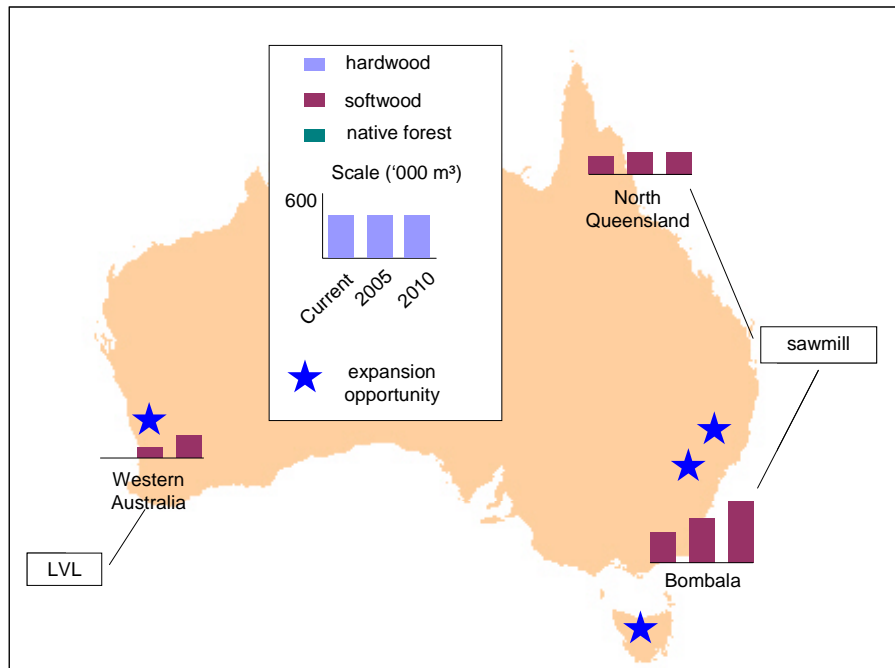 hardwood
softwood
native forest
Scale (‘000 m³)
600
Current
2005
2010
expansion
opportunity
North
Queensland
sawmill
Western
Australia
LVL
Bombala